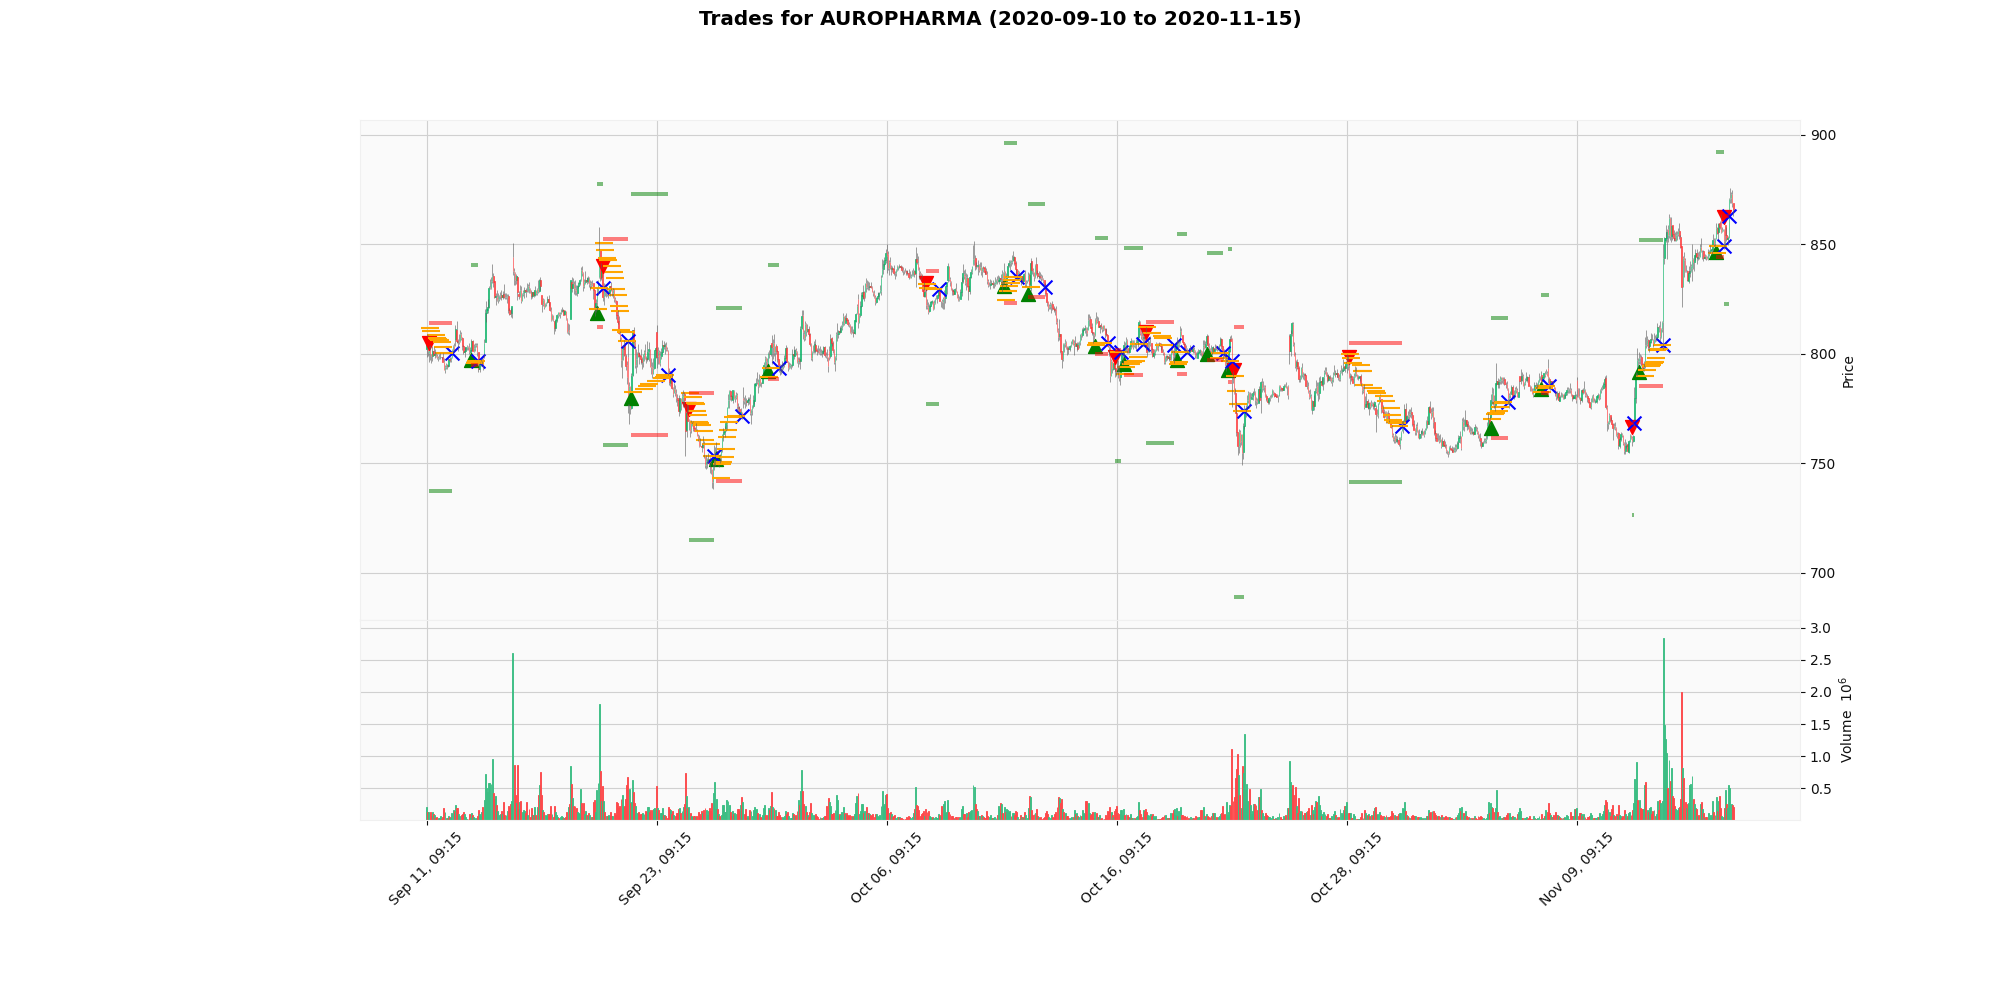 Trades for AUROPHARMA (2020-09-10 to 2020-11-15)
900
850
800
750
700
Price
3.0
2.5
2.0
1.5
1.0
0.5
Volume 10^6
Sep 11, 09:15
Sep 23, 09:15
Oct 06, 09:15
Oct 16, 09:15
Oct 28, 09:15
Nov 09, 09:15